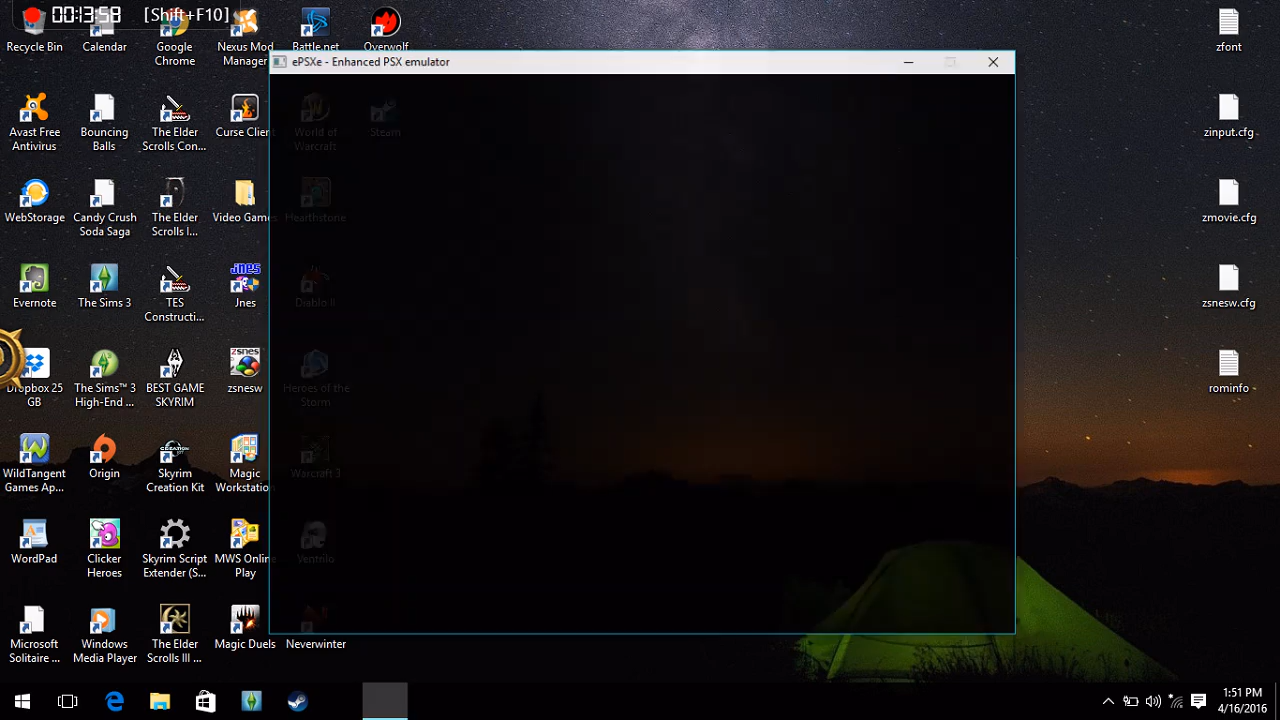 00:13:58 [Shift+F10]
Recycle Bin
Calendar
Google
Chrome
Nexus Mod
Manager
Battle.net
Overwolf
zfont
ePSXe - Enhanced PSX emulator
Avast Free
Antivirus
Bouncing
Balls
The Elder
Scrolls Con...
Curse Client
World of
Warcraft
Steam
zinput.cfg
WebStorage
Candy Crush
Soda Saga
The Elder
Scrolls I...
Video Games
Hearthstone
zmovie.cfg
Evernote
The Sims 3
TES
Constructi...
Jnes
Diablo II
zsnesw.cfg
Dropbox 25
GB
The Sims™ 3
High-End ...
BEST GAME
SKYRIM
zsnes
zsnesw
Heroes of the
Storm
rominfo
WildTangent
Games Ap...
Origin
CREATION
Skyrim
Creation Kit
Magic
Workstation
Warcraft 3
WordPad
Clicker
Heroes
Skyrim Script
Extender (S...
MWS Online
Play
Ventrilo
Microsoft
Solitaire ...
Windows
Media Player
The Elder
Scrolls III ...
Magic Duels
Neverwinter
1:51 PM
4/16/2016